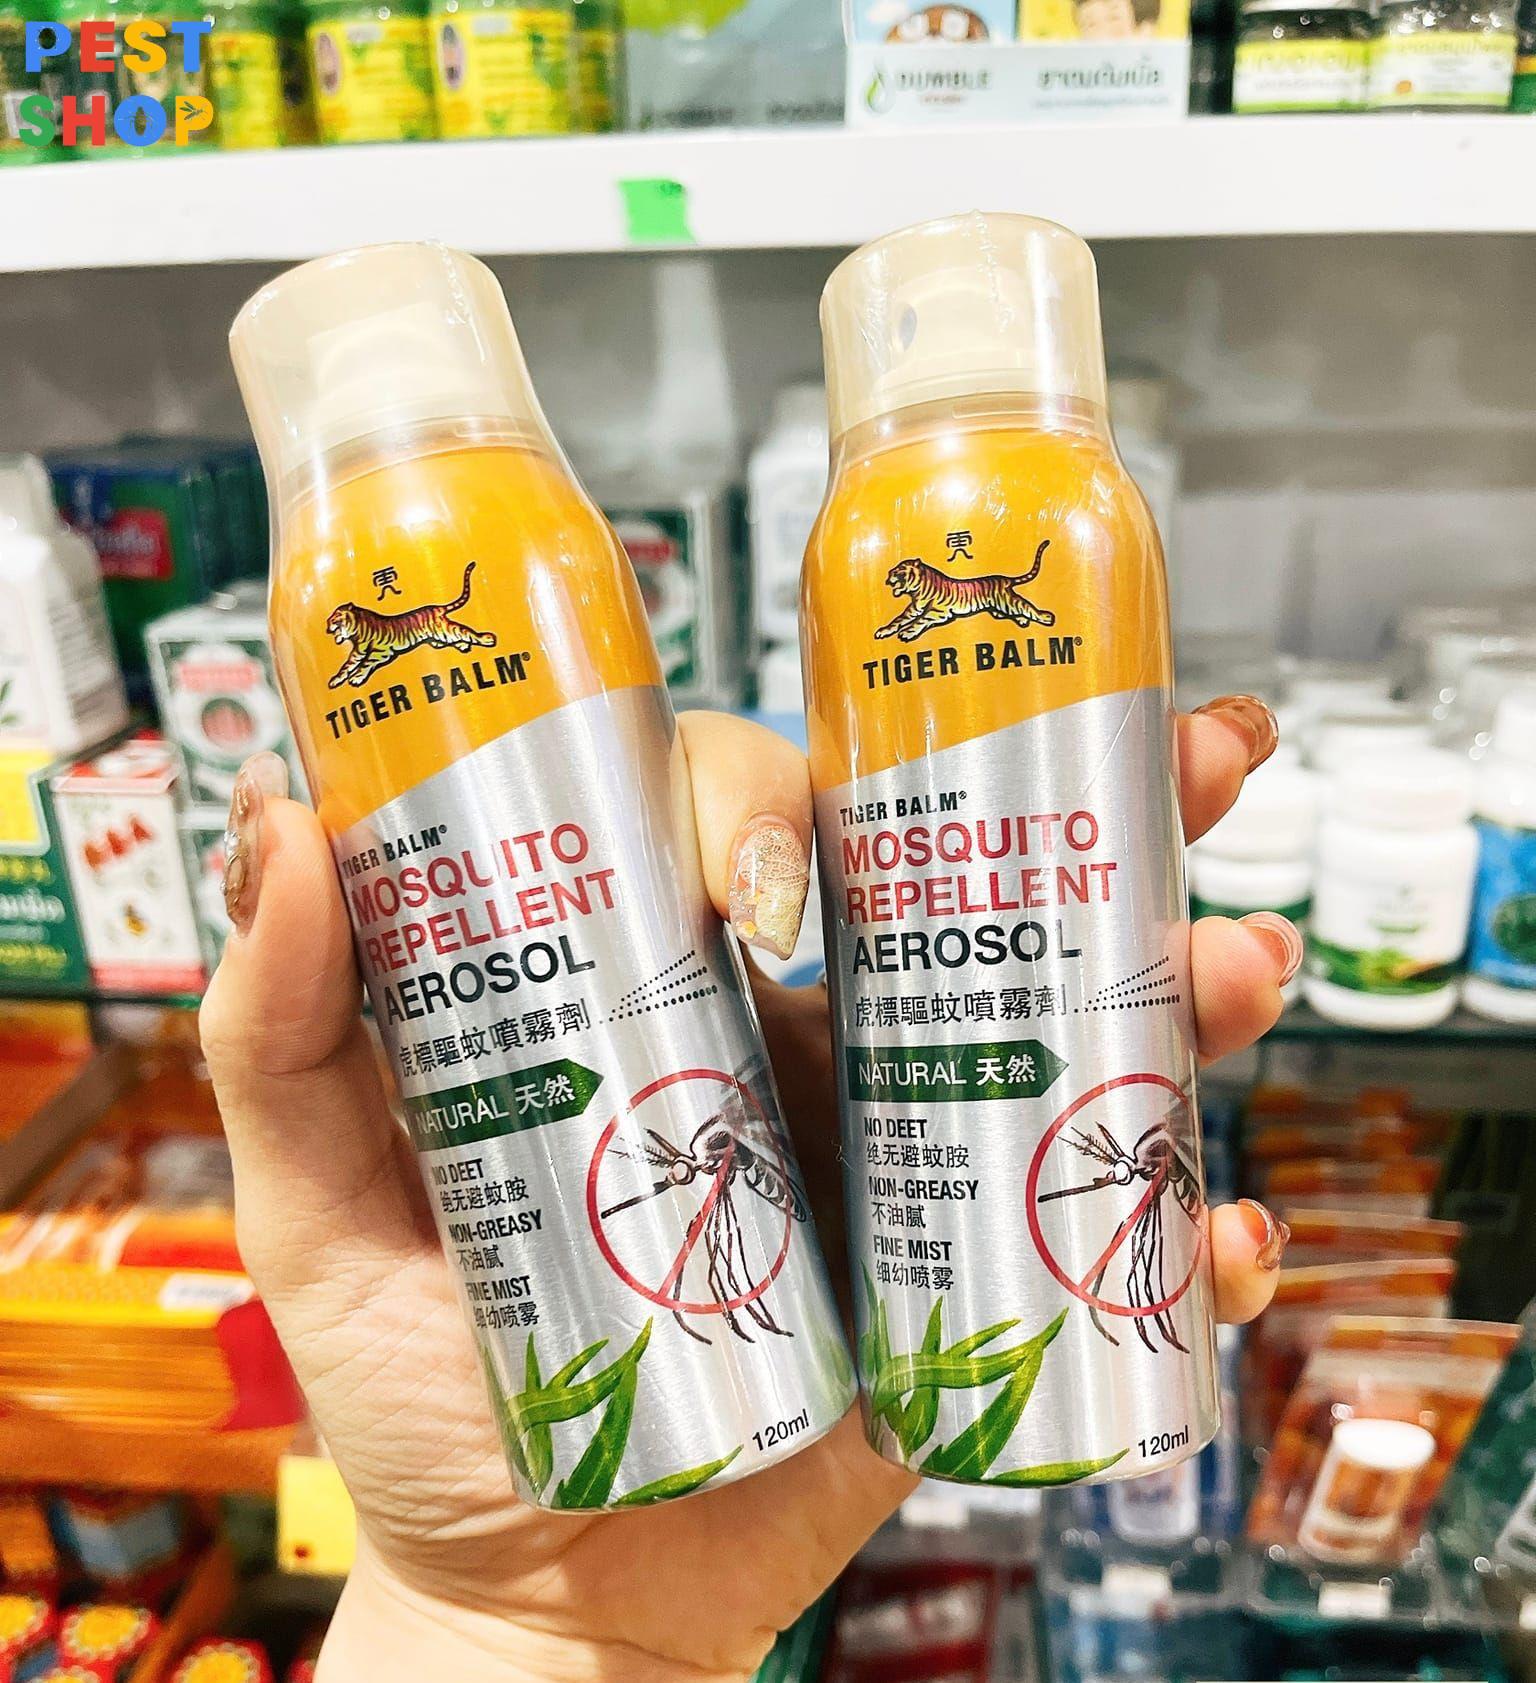 PEST
SHOP
DUMBLE
虎
TIGER BALM®
TIGER BALM®
MOSQUITO
REPELLENT
AEROSOL
虎標驅蚊噴霧劑
NATURAL 天然
NO DEET
绝无避蚊胺
NON-GREASY
不油腻
FINE MIST
细幼喷雾
120ml
虎
TIGER BALM®
TIGER BALM®
MOSQUITO
REPELLENT
AEROSOL
虎標驅蚊噴霧劑
NATURAL 天然
NO DEET
绝无避蚊胺
NON-GREASY
不油腻
FINE MIST
细幼喷雾
120ml